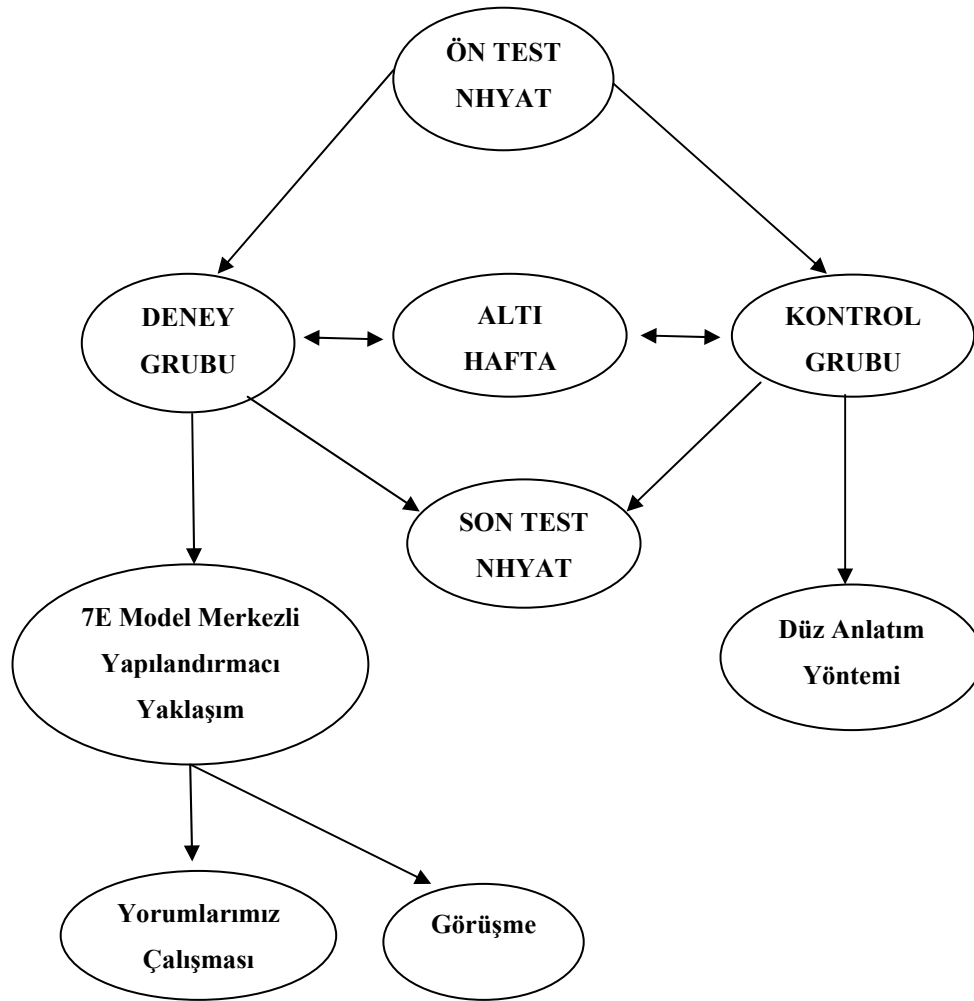 ÖN TEST
NHYAT
DENEY
GRUBU
ALTI
HAFTA
KONTROL
GRUBU
SON TEST
NHYAT
7E Model Merkezli
Yapılandırmacı
Yaklaşım
Düz Anlatım
Yöntemi
Yorumlarımız
Çalışması
Görüşme